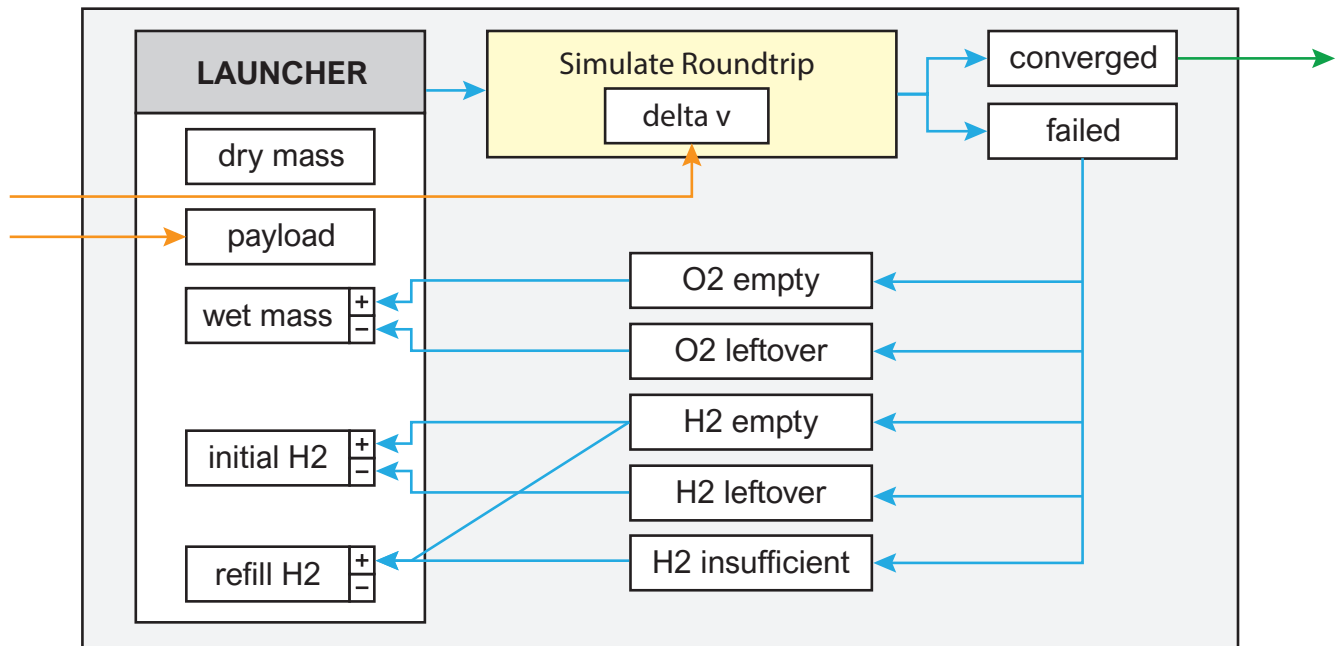 LAUNCHER
Simulate Roundtrip
delta v
converged
failed
dry mass
payload
wet mass
+
−
initial H2
+
−
refill H2
+
−
O2 empty
O2 leftover
H2 empty
H2 leftover
H2 insufficient